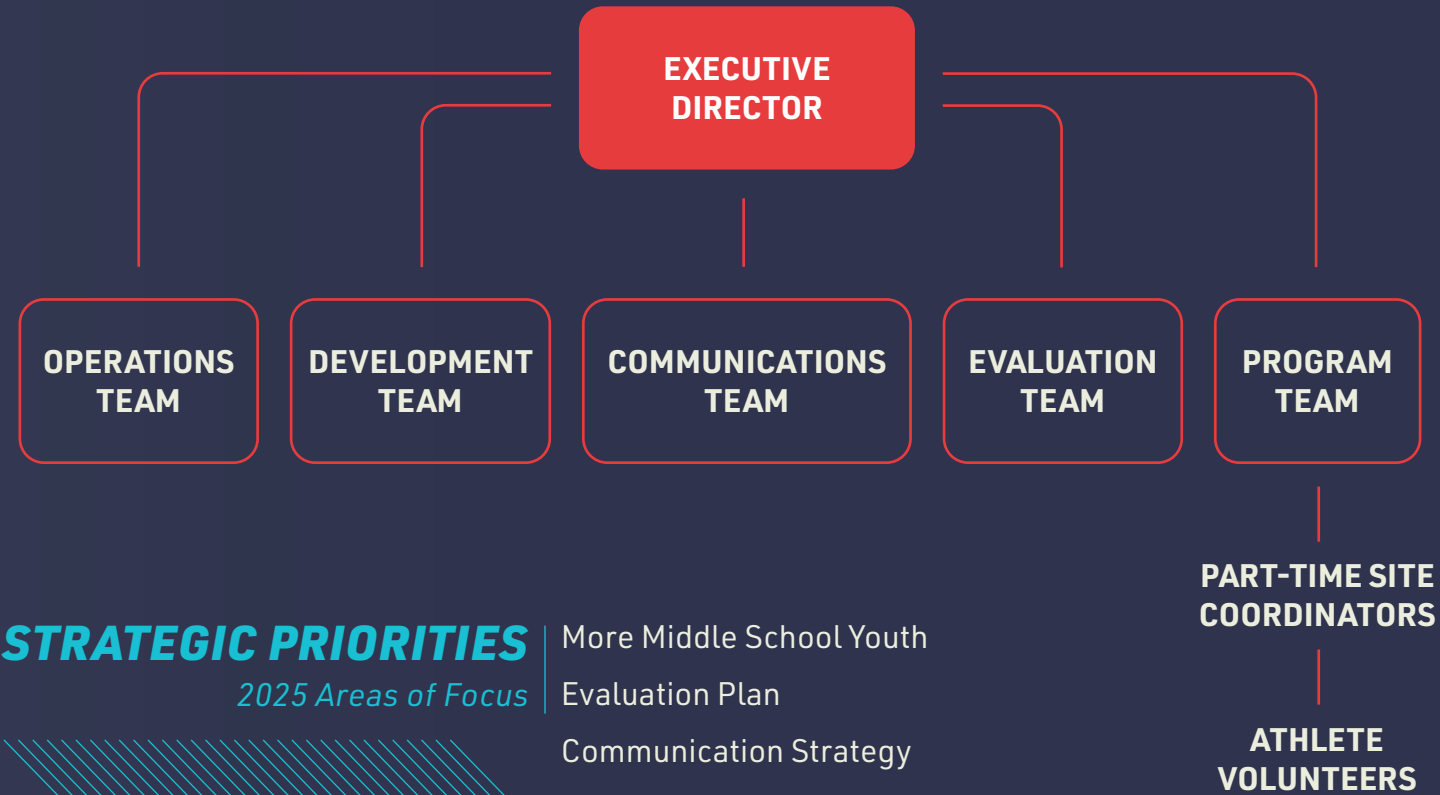 EXECUTIVE
DIRECTOR
OPERATIONS
TEAM
DEVELOPMENT
TEAM
COMMUNICATIONS
TEAM
EVALUATION
TEAM
PROGRAM
TEAM
PART-TIME SITE
COORDINATORS
ATHLETE
VOLUNTEERS
STRATEGIC PRIORITIES
2025 Areas of Focus
More Middle School Youth
Evaluation Plan
Communication Strategy